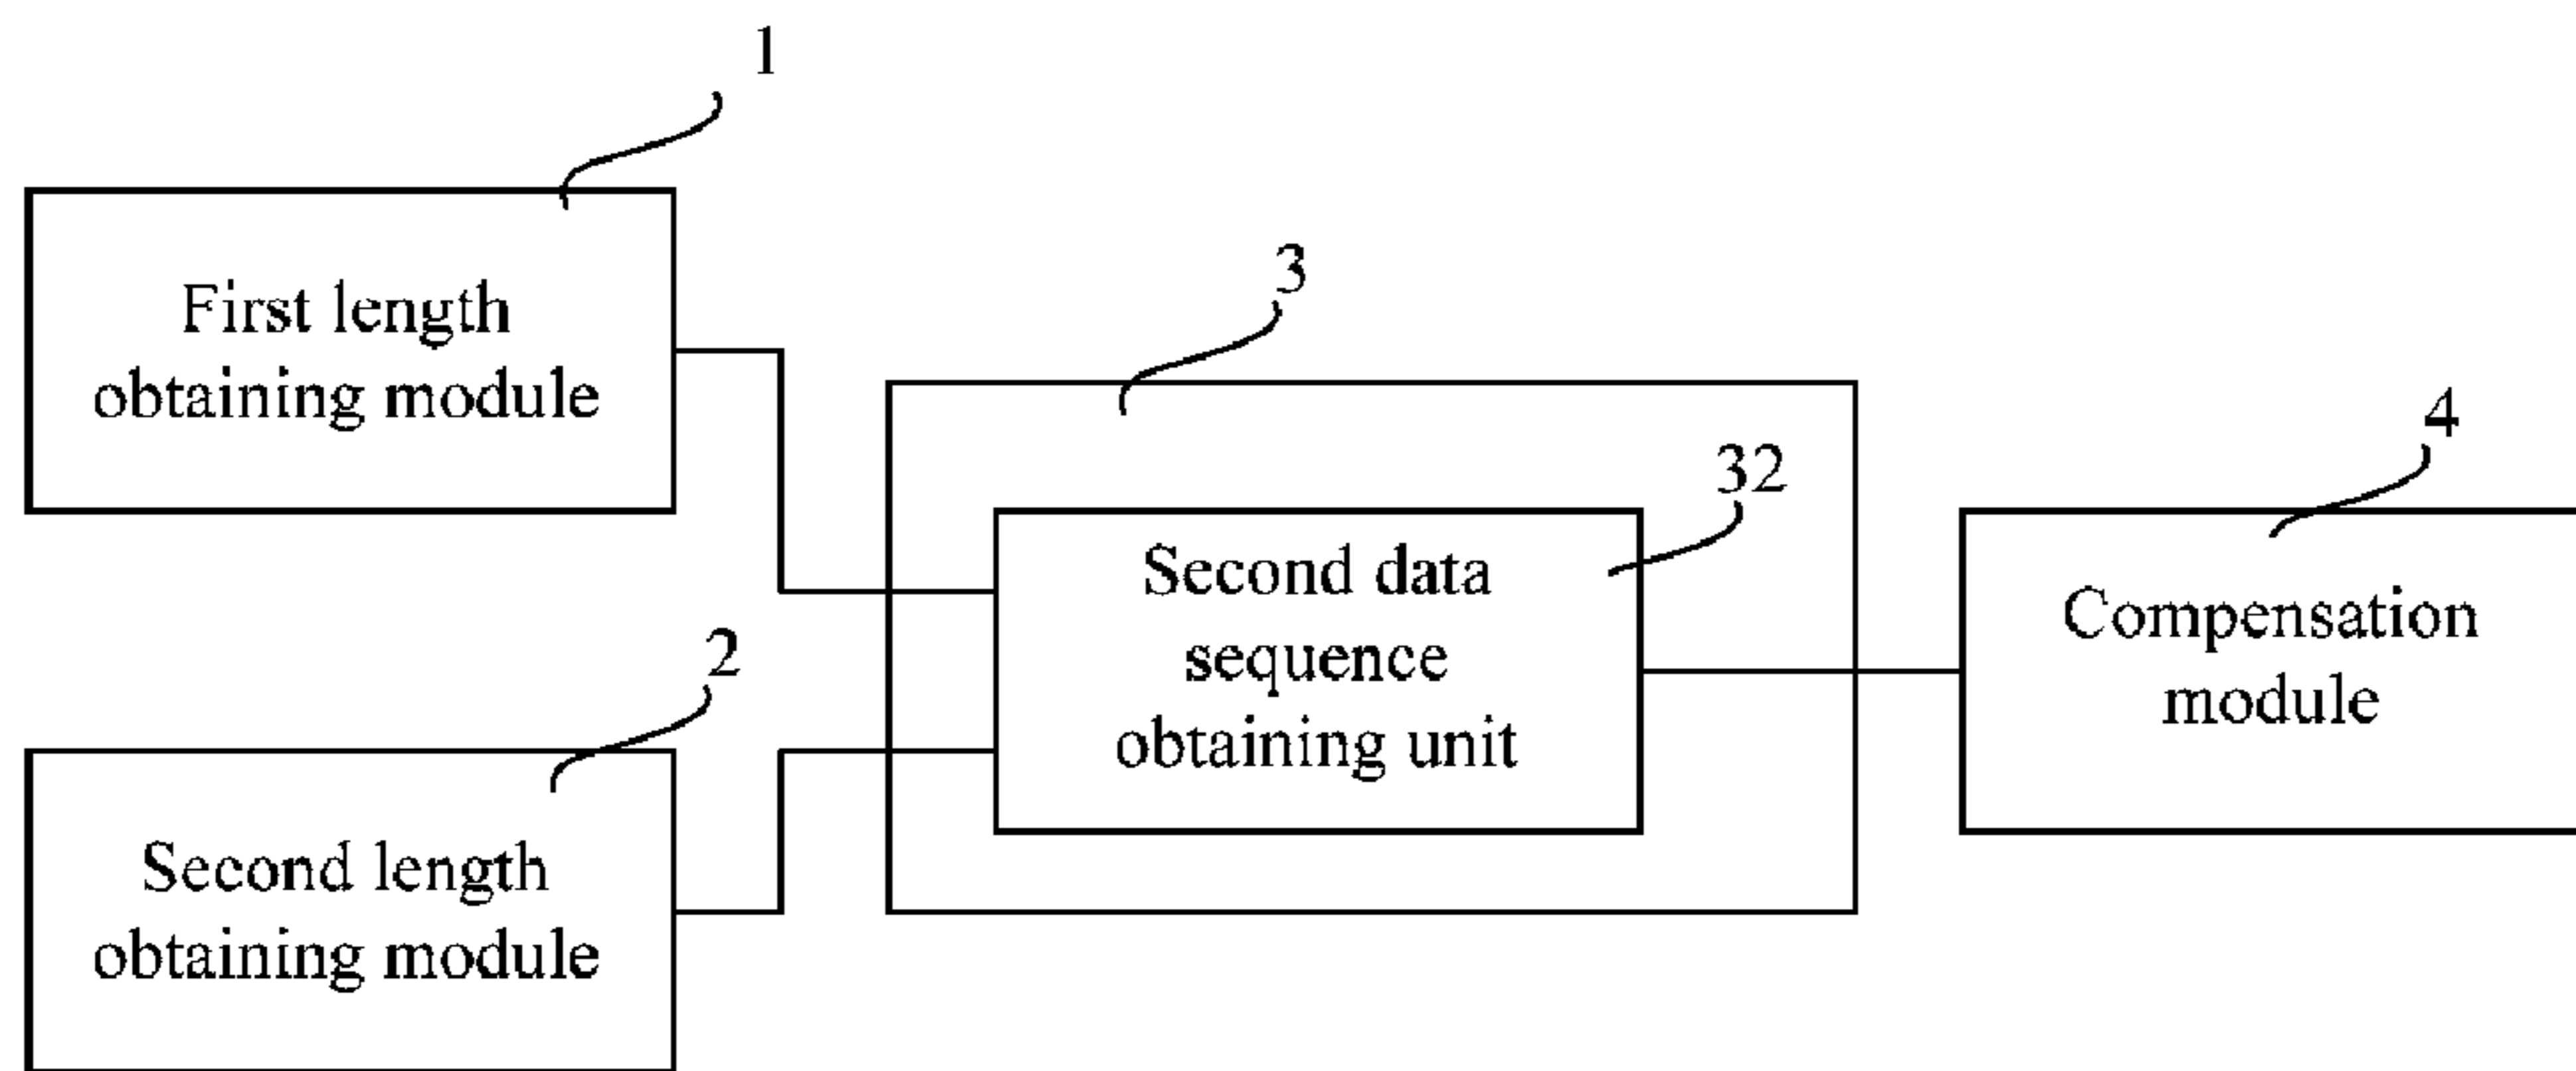 1
First length
obtaining module
3
32
Second data
sequence
obtaining unit
4
Compensation
module
2
Second length
obtaining module